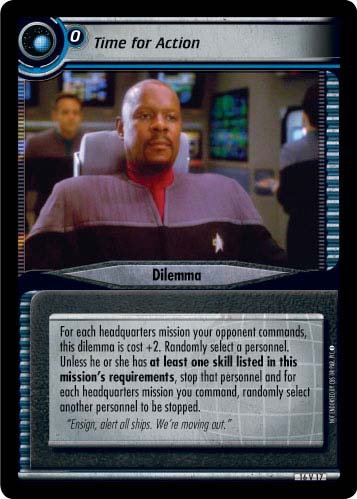 0 Time for Action
Dilemma
For each headquarters mission your opponent commands,
this dilemma is cost +2. Randomly select a personnel.
Unless he or she has at least one skill listed in this
mission's requirements, stop that personnel and for
each headquarters mission you command, randomly select
another personnel to be stopped.
"Ensign, alert all ships. We're moving out."
14 V 17